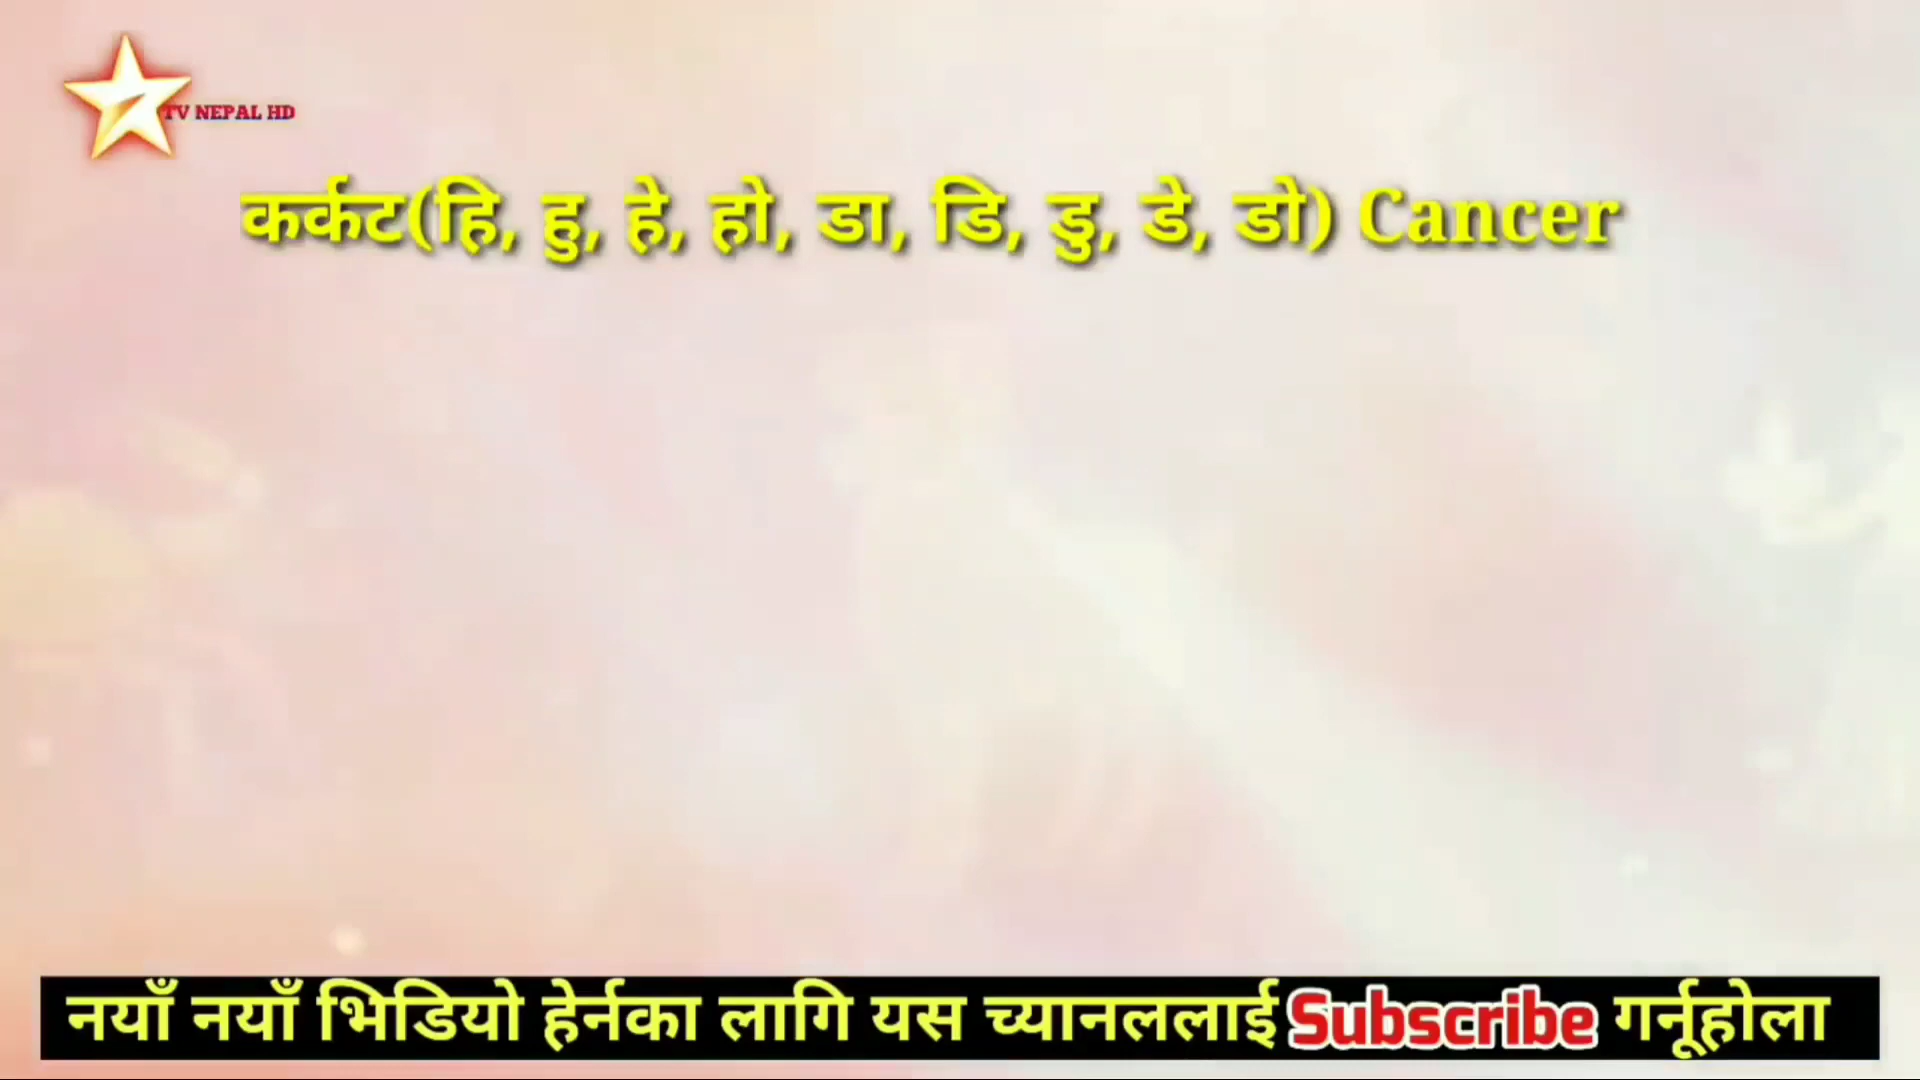 TV NEPAL HD
कर्कट(हि, हु, हे, हो, डा, डि, डु, डे, डो) Cancer
नयाँ नयाँ भिडियो हेर्नका लागि यस च्यानललाई Subscribe गर्नूहोला